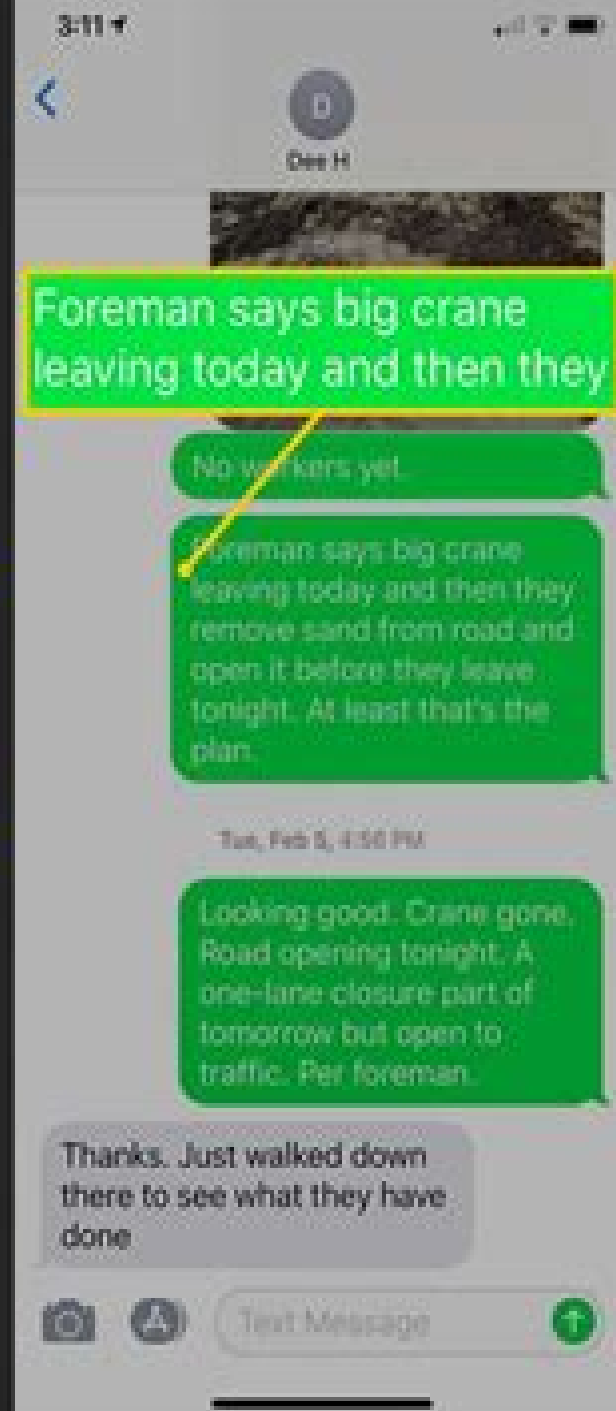 3:11
D
Dee H
Foreman says big crane
leaving today and then they
No workers yet.
Foreman says big crane
leaving today and then they
remove sand from road and
open it before they leave
tonight. At least that's the
plan.
Tue, Feb 5, 4:56 PM
Looking good. Crane gone.
Road opening tonight. A
one-lane closure part of
tomorrow but open to
traffic. Per foreman.
Thanks. Just walked down
there to see what they have
done
Text Message